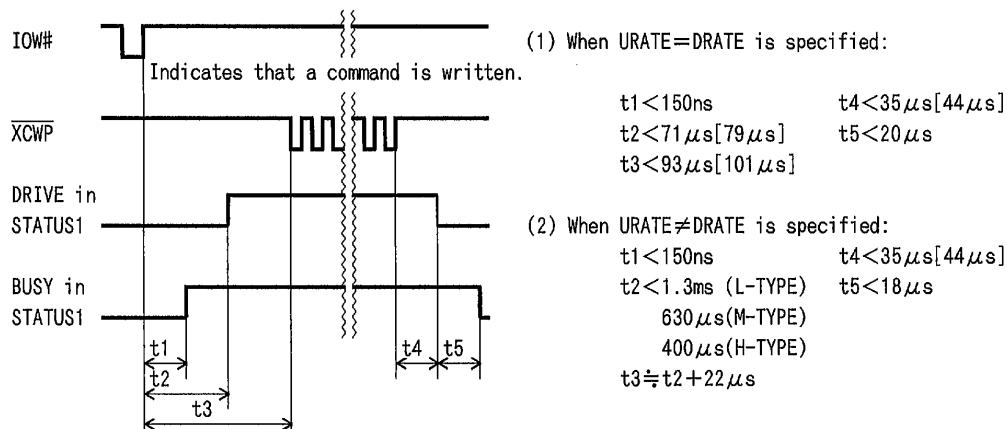 IOW#
Indicates that a command is written.
XCWP
DRIVE in
STATUS1
BUSY in
STATUS1
t1
t2
t3
t4
t5
(1) When URATE=DRATE is specified:
t1<150ns t4<35μs[44μs]
t2<71μs[79μs] t5<20μs
t3<93μs[101μs]
(2) When URATE≠DRATE is specified:
t1<150ns t4<35μs[44μs]
t2<1.3ms (L-TYPE) t5<18μs
630μs(M-TYPE)
400μs(H-TYPE)
t3≒t2+22μs